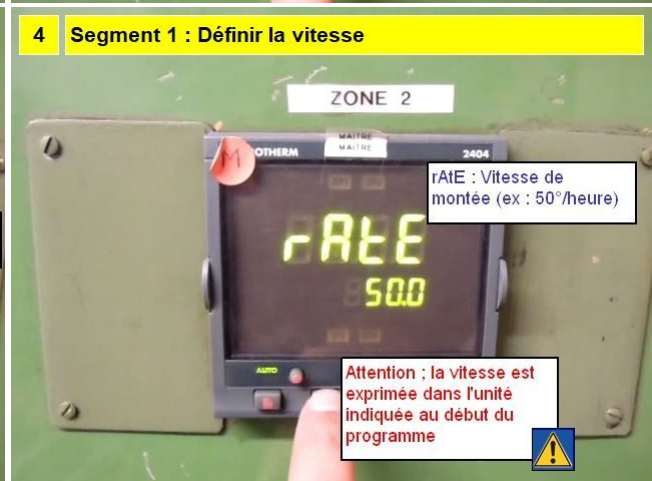 4 Segment 1 : Définir la vitesse
ZONE 2
MAITRE
MAITRE
M OTHERM 2404
rAtE : Vitesse de
montée (ex : 50°/heure)
rAtE
50.0
AUTO
Attention ; la vitesse est
exprimée dans l'unité
indiquée au début du
programme